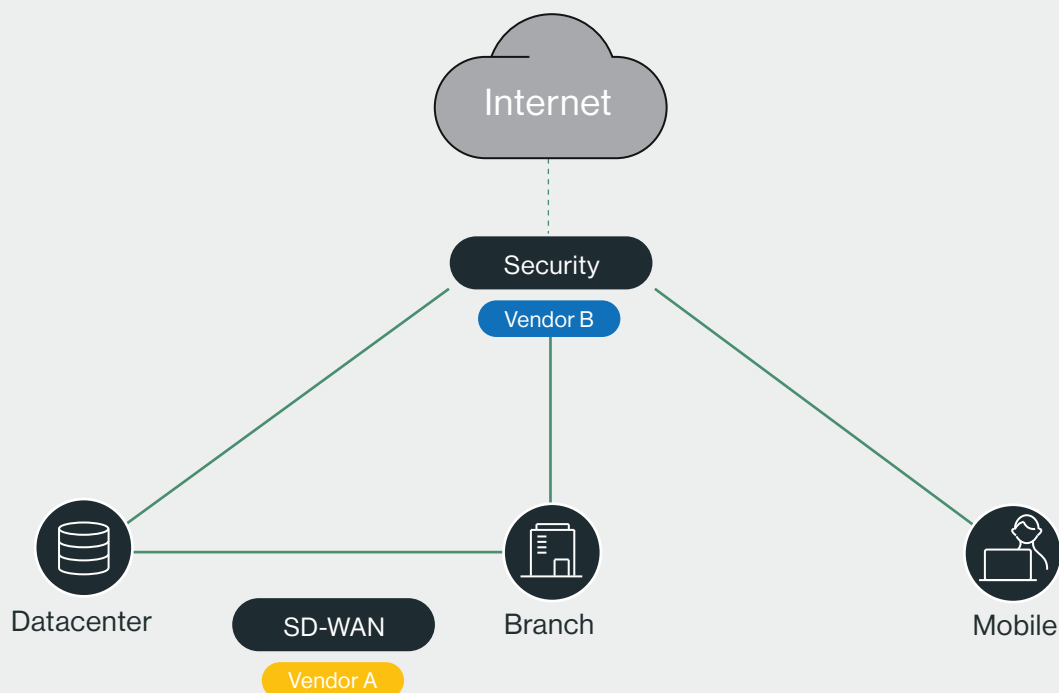 Internet
Security
Vendor B
Datacenter
SD-WAN
Vendor A
Branch
Mobile